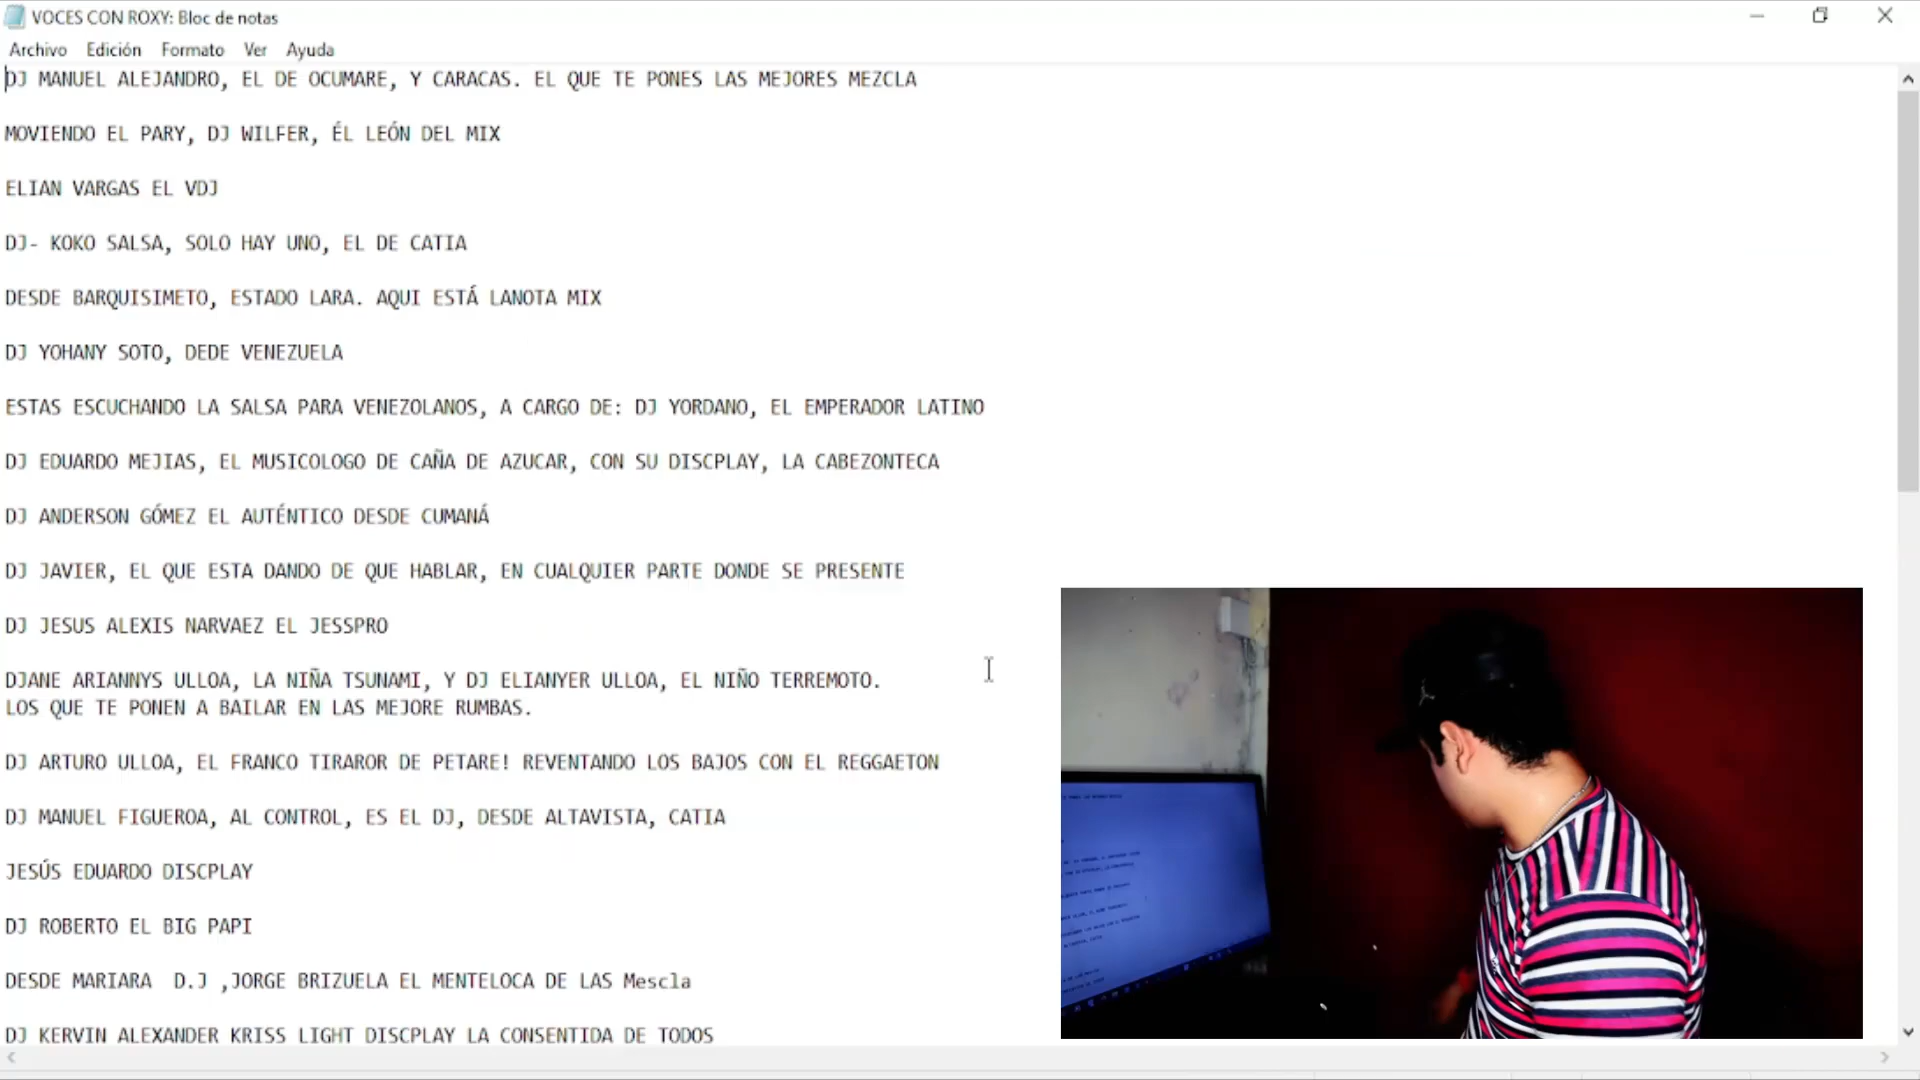 VOCES CON ROXY: Bloc de notas
Archivo Edición Formato Ver Ayuda
DJ MANUEL ALEJANDRO, EL DE OCUMARE, Y CARACAS. EL QUE TE PONES LAS MEJORES MEZCLA
MOVIENDO EL PARY, DJ WILFER, ÉL LEÓN DEL MIX
ELIAN VARGAS EL VDJ
DJ- KOKO SALSA, SOLO HAY UNO, EL DE CATIA
DESDE BARQUISIMETO, ESTADO LARA. AQUI ESTÁ LANOTA MIX
DJ YOHANY SOTO, DEDE VENEZUELA
ESTAS ESCUCHANDO LA SALSA PARA VENEZOLANOS, A CARGO DE: DJ YORDANO, EL EMPERADOR LATINO
DJ EDUARDO MEJIAS, EL MUSICOLOGO DE CAÑA DE AZUCAR, CON SU DISCPLAY, LA CABEZONTECA
DJ ANDERSON GÓMEZ EL AUTÉNTICO DESDE CUMANÁ
DJ JAVIER, EL QUE ESTA DANDO DE QUE HABLAR, EN CUALQUIER PARTE DONDE SE PRESENTE
DJ JESUS ALEXIS NARVAEZ EL JESSPRO
DJANE ARIANNYS ULLOA, LA NIÑA TSUNAMI, Y DJ ELIANYER ULLOA, EL NIÑO TERREMOTO.
LOS QUE TE PONEN A BAILAR EN LAS MEJORE RUMBAS.
DJ ARTURO ULLOA, EL FRANCO TIRAROR DE PETARE! REVENTANDO LOS BAJOS CON EL REGGAETON
DJ MANUEL FIGUEROA, AL CONTROL, ES EL DJ, DESDE ALTAVISTA, CATIA
JESÚS EDUARDO DISCPLAY
DJ ROBERTO EL BIG PAPI
DESDE MARIARA  D.J ,JORGE BRIZUELA EL MENTELOCA DE LAS Mescla
DJ KERVIN ALEXANDER KRISS LIGHT DISCPLAY LA CONSENTIDA DE TODOS